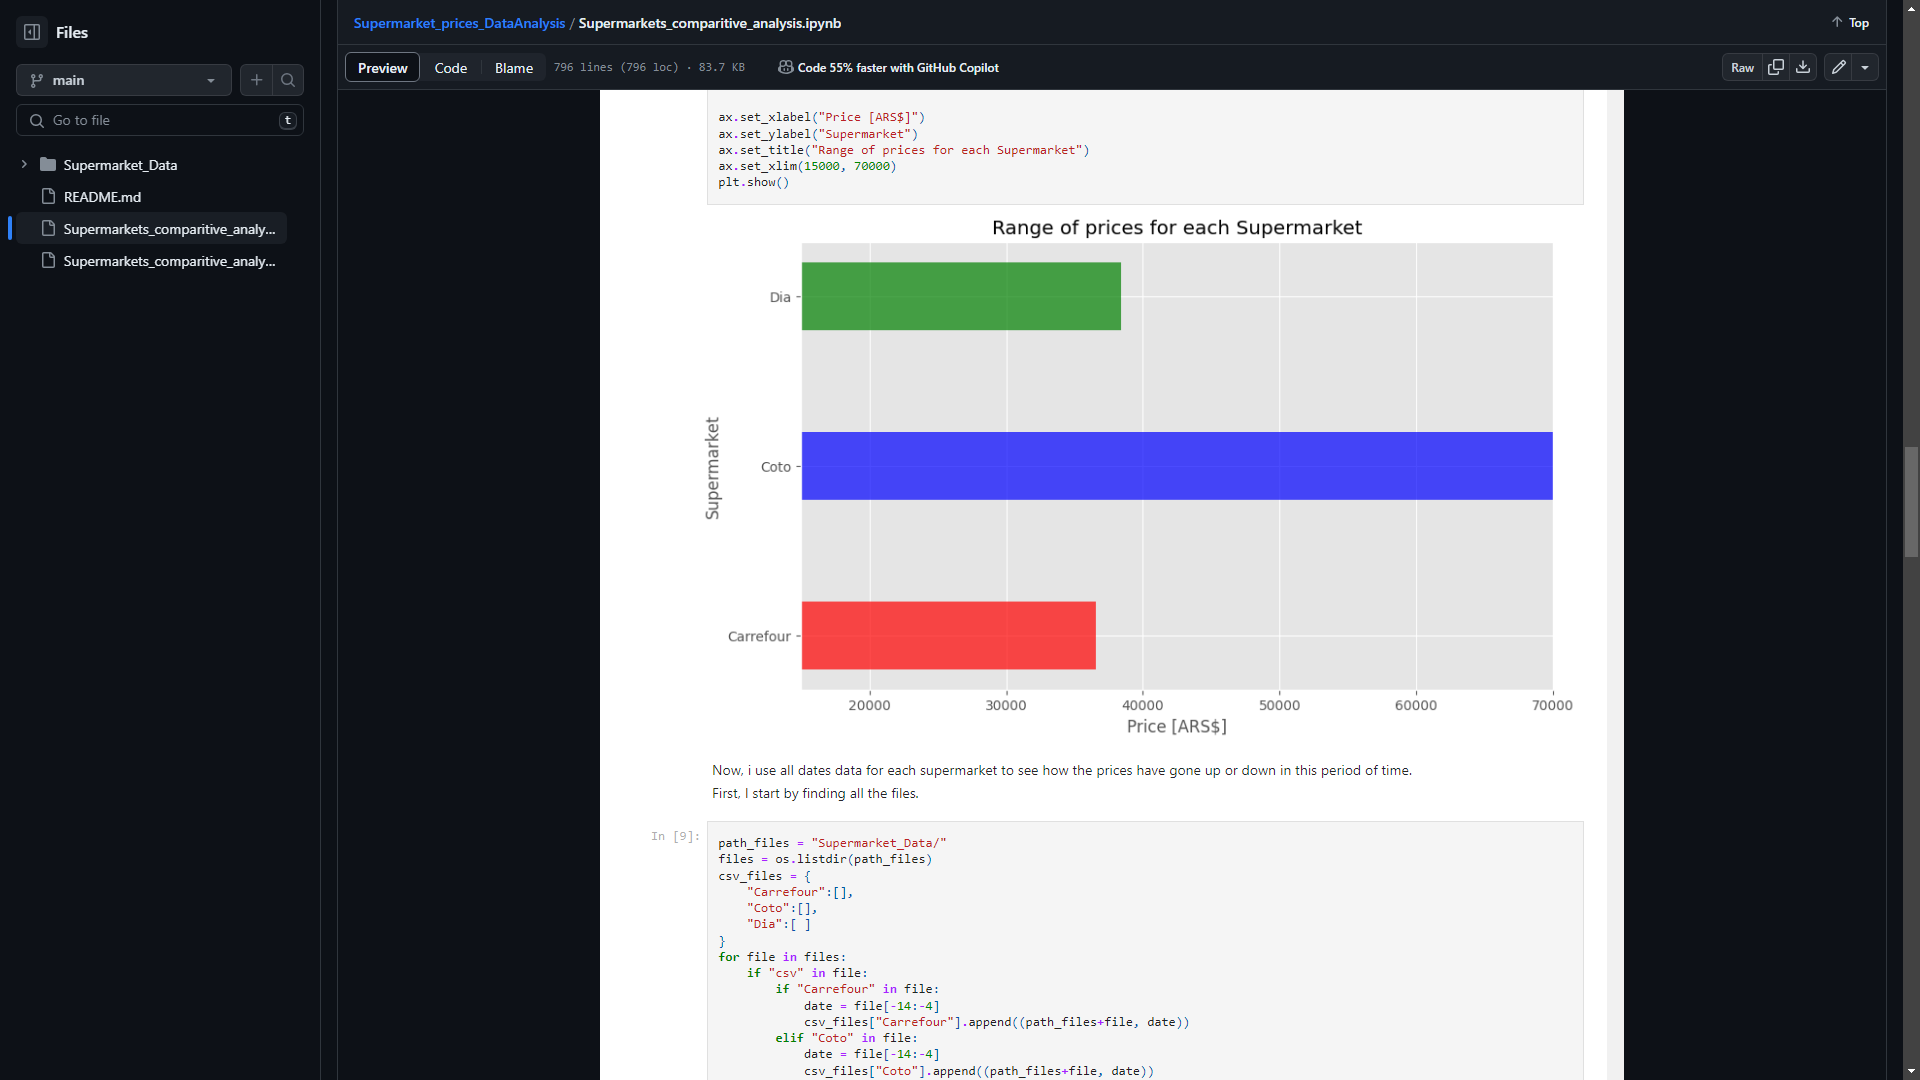 Files
main
Go to file
t
Supermarket_Data
README.md
Supermarkets_comparitive_analy...
Supermarkets_comparitive_analy...
Supermarket_prices_DataAnalysis / Supermarkets_comparitive_analysis.ipynb
Top
Preview
Code
Blame
796 lines (796 loc) · 83.7 KB
Code 55% faster with GitHub Copilot
Raw
ax.set_xlabel("Price [ARS$]")
ax.set_ylabel("Supermarket")
ax.set_title("Range of prices for each Supermarket")
ax.set_xlim(15000, 70000)
plt.show()
Range of prices for each Supermarket
Dia
Coto
Carrefour
Supermarket
20000 30000 40000 50000 60000 70000
Price [ARS$]
Now, i use all dates data for each supermarket to see how the prices have gone up or down in this period of time.
First, I start by finding all the files.
In [9]:
path_files = "Supermarket_Data/"
files = os.listdir(path_files)
csv_files = {
    "Carrefour":[],
    "Coto":[],
    "Dia":[ ]
}
for file in files:
    if "csv" in file:
        if "Carrefour" in file:
            date = file[-14:-4]
            csv_files["Carrefour"].append((path_files+file, date))
        elif "Coto" in file:
            date = file[-14:-4]
            csv_files["Coto"].append((path_files+file, date))